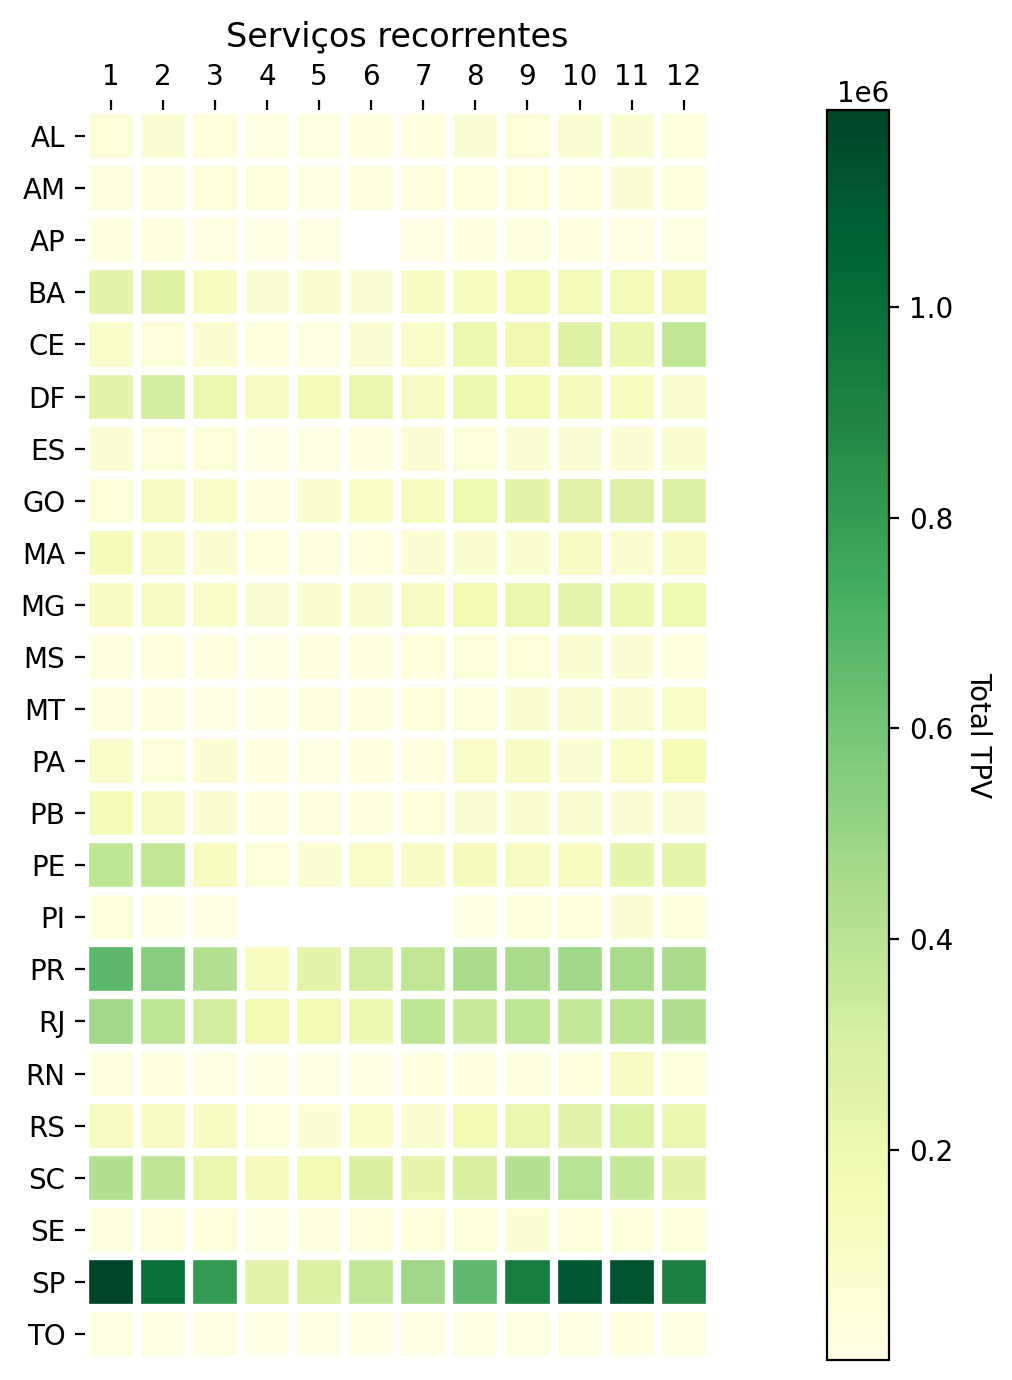 Serviços recorrentes
1 2 3 4 5 6 7 8 9 10 11 12
1e6
AL
AM
AP
BA
CE
DF
ES
GO
MA
MG
MS
MT
PA
PB
PE
PI
PR
RJ
RN
RS
SC
SE
SP
TO
1.0
0.8
0.6
0.4
0.2
Total TPV